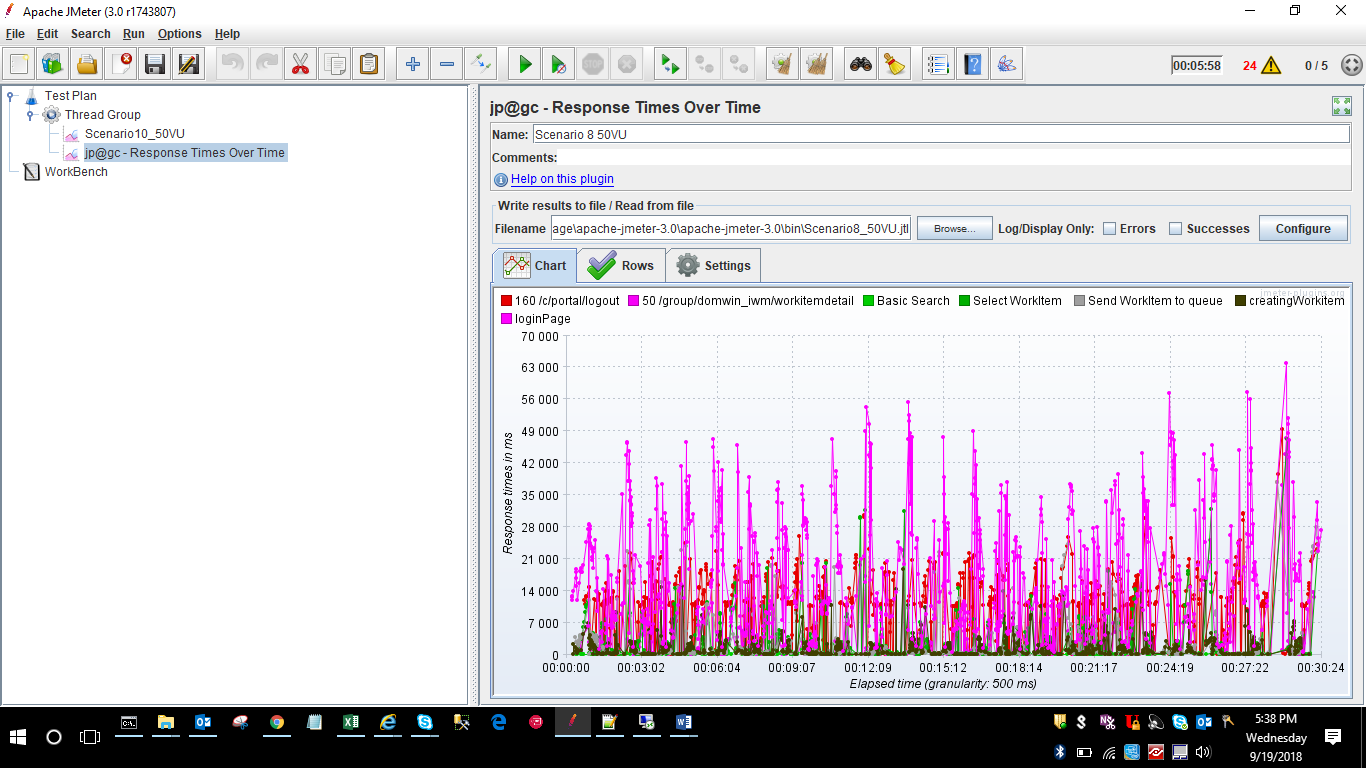 Apache JMeter (3.0 r1743807)
File Edit Search Run Options Help
STOP
00:05:58 24 0 / 5
Test Plan
Thread Group
Scenario10_50VU
jp@gc - Response Times Over Time
WorkBench
jp@gc - Response Times Over Time
Name: Scenario 8 50VU
Comments:
Help on this plugin
Write results to file / Read from file
Filename age\apache-jmeter-3.0\apache-jmeter-3.0\bin\Scenario8_50VU.jtl Browse... Log/Display Only: Errors Successes Configure
Chart Rows Settings
jmeter-plugins.org
160 /c/portal/logout 50 /group/domwin_iwm/workitemdetail Basic Search Select WorkItem Send WorkItem to queue creatingWorkitem
loginPage
70 000
63 000
56 000
49 000
42 000
35 000
28 000
21 000
14 000
7 000
0
Response times in ms
00:00:00 00:03:02 00:06:04 00:09:07 00:12:09 00:15:12 00:18:14 00:21:17 00:24:19 00:27:22 00:30:24
Elapsed time (granularity: 500 ms)
5:38 PM
Wednesday
9/19/2018